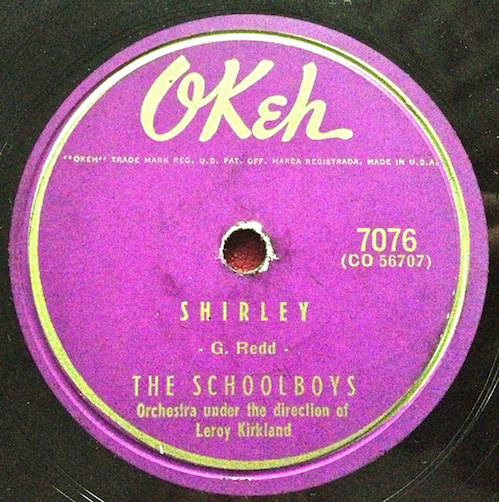 OKeh
"OKEH" TRADE MARK REG. U.S. PAT. OFF. MARCA REGISTRADA. MADE IN U.S.A.
7076
(CO 56707)
SHIRLEY
- G. Redd -
THE SCHOOLBOYS
Orchestra under the direction of
Leroy Kirkland